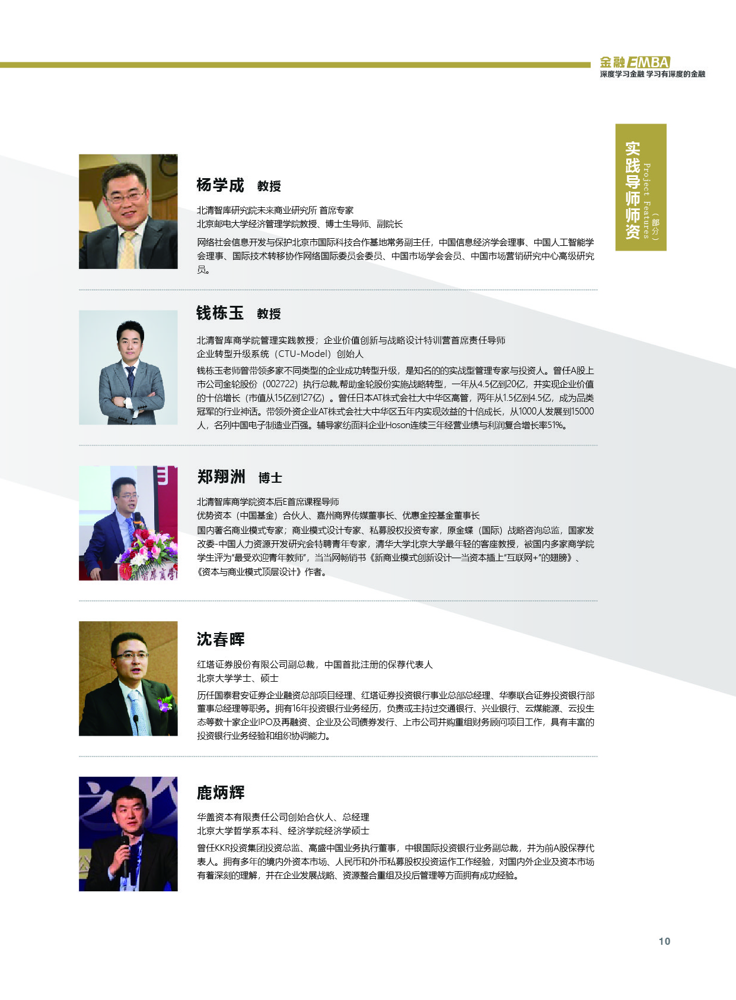 金融EMBA
深度学习金融 学习有深度的金融
实践导师师资
Project Features
（部分）
杨学成 教授
北清智库研究院未来商业研究所 首席专家
北京邮电大学经济管理学院教授、博士生导师、副院长
网络社会信息开发与保护北京市国际科技合作基地常务副主任，中国信息经济学会理事、中国人工智能学
会理事、国际技术转移协作网络国际委员会委员、中国市场学会会员、中国市场营销研究中心高级研究
员。
钱栋玉 教授
北清智库商学院管理实践教授；企业价值创新与战略设计特训营首席责任导师
企业转型升级系统（CTU-Model）创始人
钱栋玉老师曾带领多家不同类型的企业成功转型升级，是知名的的实战型管理专家与投资人。曾任A股上
市公司金轮股份（002722）执行总裁,帮助金轮股份实施战略转型，一年从4.5亿到20亿，并实现企业价值
的十倍增长（市值从15亿到127亿）。曾任日本AT株式会社大中华区高管，两年从1.5亿到4.5亿，成为品类
冠军的行业神话。带领外资企业AT株式会社大中华区五年内实现效益的十倍成长，从1000人发展到15000
人，名列中国电子制造业百强。辅导家纺面料企业Hoson连续三年经营业绩与利润复合增长率51%。
郑翔洲 博士
北清智库商学院资本后E首席课程导师
优势资本（中国基金）合伙人、嘉州商界传媒董事长、优惠金控基金董事长
国内著名商业模式专家；商业模式设计专家、私募股权投资专家，原金蝶（国际）战略咨询总监，国家发
改委-中国人力资源开发研究会特聘青年专家，清华大学北京大学最年轻的客座教授，被国内多家商学院
学生评为“最受欢迎青年教师”，当当网畅销书《新商业模式创新设计—当资本插上“互联网+”的翅膀》、
《资本与商业模式顶层设计》作者。
沈春晖
红塔证券股份有限公司副总裁，中国首批注册的保荐代表人
北京大学学士、硕士
历任国泰君安证券企业融资总部项目经理、红塔证券投资银行事业总部总经理、华泰联合证券投资银行部
董事总经理等职务。拥有16年投资银行业务经历，负责或主持过交通银行、兴业银行、云煤能源、云投生
态等数十家企业IPO及再融资、企业及公司债券发行、上市公司并购重组财务顾问项目工作，具有丰富的
投资银行业务经验和组织协调能力。
鹿炳辉
华盖资本有限责任公司创始合伙人、总经理
北京大学哲学系本科、经济学院经济学硕士
曾任KKR投资集团投资总监、高盛中国业务执行董事，中银国际投资银行业务副总裁，并为前A股保荐代
表人。拥有多年的境内外资本市场、人民币和外币私募股权投资运作工作经验，对国内外企业及资本市场
有着深刻的理解，并在企业发展战略、资源整合重组及投后管理等方面拥有成功经验。
10